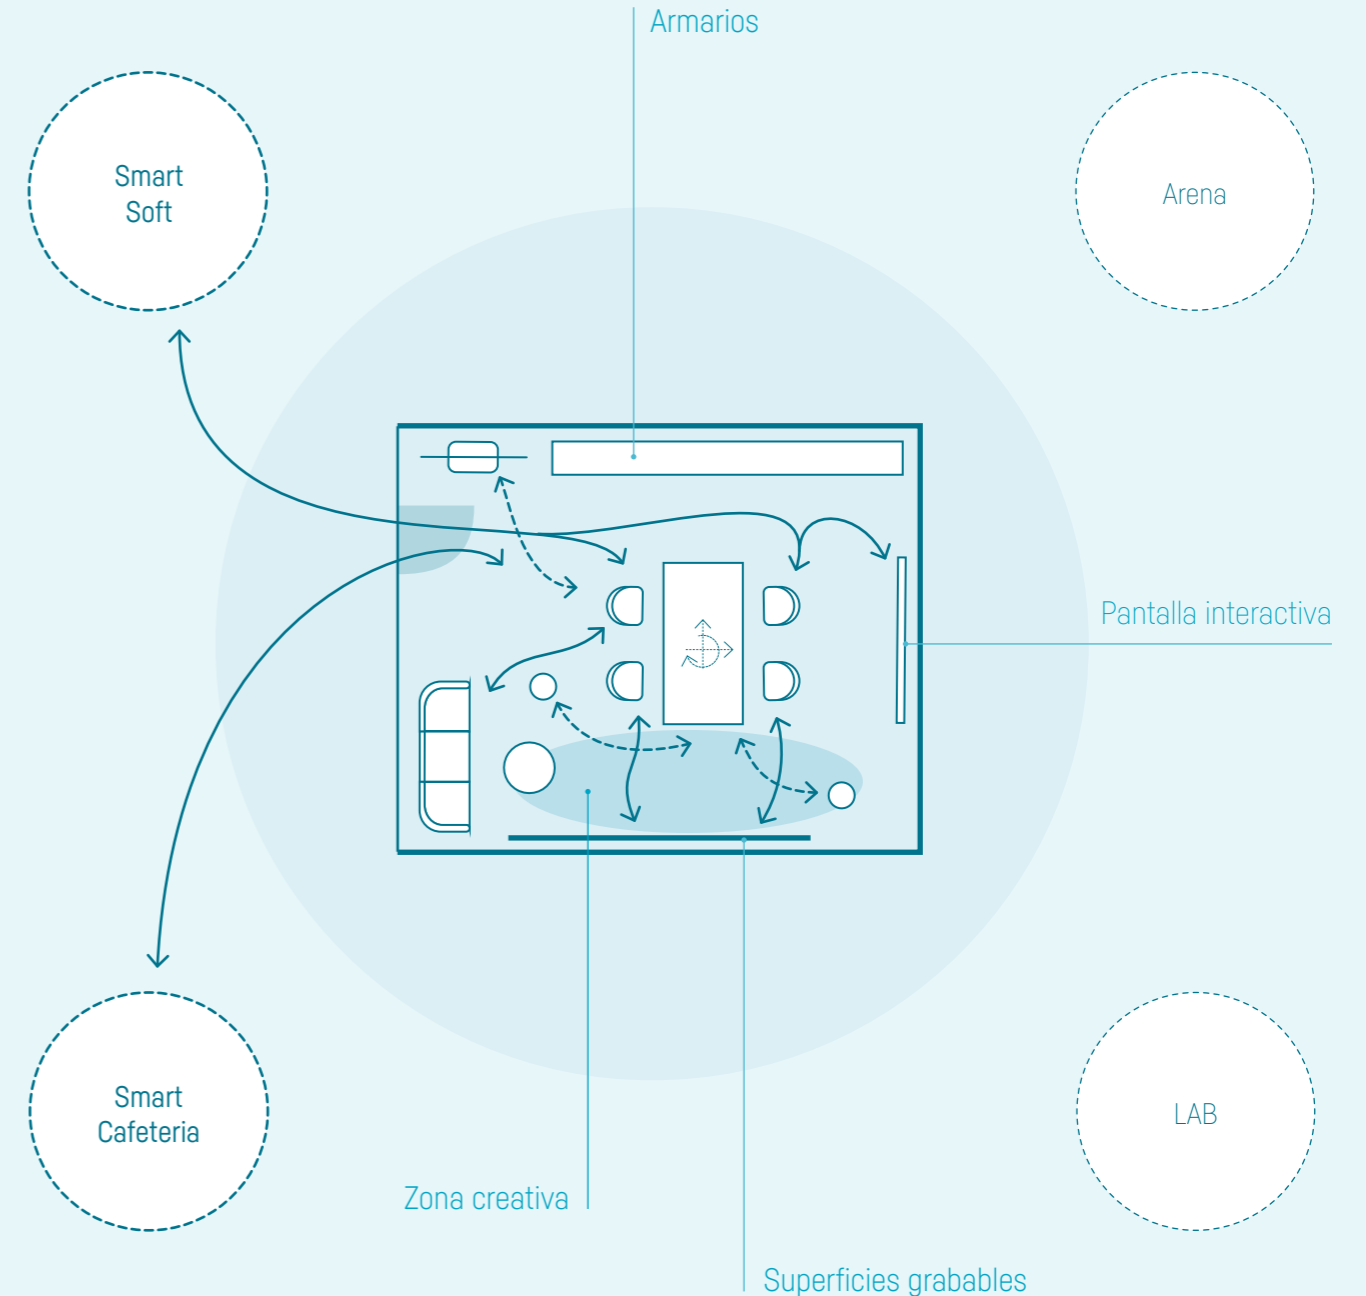 Armarios
Smart
Soft
Arena
Pantalla interactiva
Smart
Cafeteria
LAB
Zona creativa
Superficies grabables